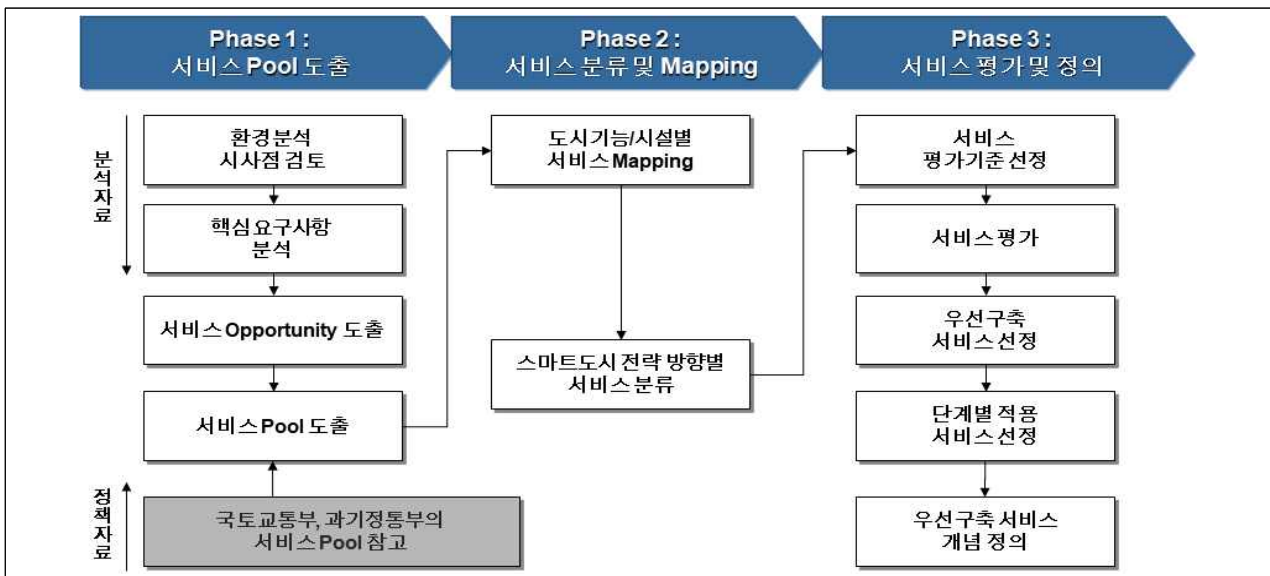 Phase 1 :
서비스 Pool 도출
Phase 2 :
서비스 분류 및 Mapping
Phase 3 :
서비스 평가 및 정의
분석자료
환경분석
시사점 검토
핵심요구사항
분석
서비스 Opportunity 도출
서비스 Pool 도출
정책자료
국토교통부, 과기정통부의
서비스 Pool 참고
도시기능/시설별
서비스 Mapping
스마트도시 전략 방향별
서비스 분류
서비스
평가기준 선정
서비스 평가
우선구축
서비스 선정
단계별 적용
서비스 선정
우선구축 서비스
개념 정의